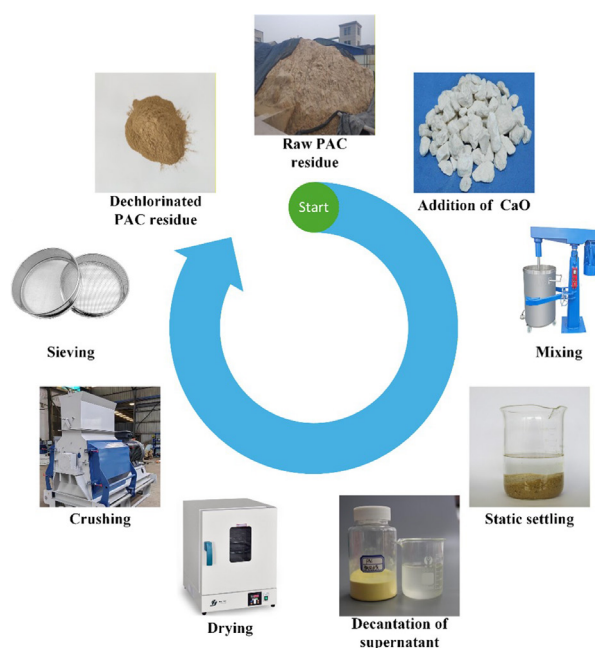 Raw PAC
residue
Start
Addition of CaO
Mixing
Static settling
Decantation of
supernatant
Drying
Crushing
Sieving
Dechlorinated
PAC residue